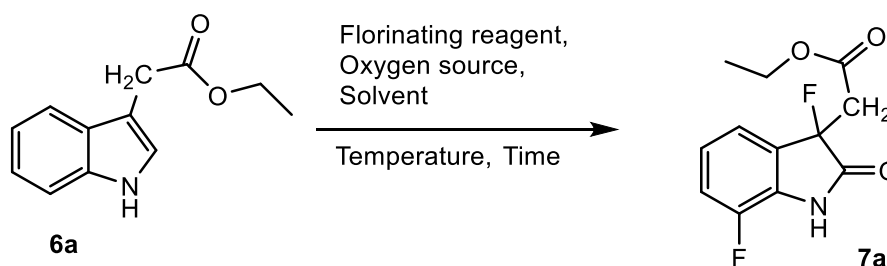 H₂C
O
O
N
H
6a
Florinating reagent,
Oxygen source,
Solvent
Temperature, Time
O
O
F
CH₂
O
N
H
F
7a